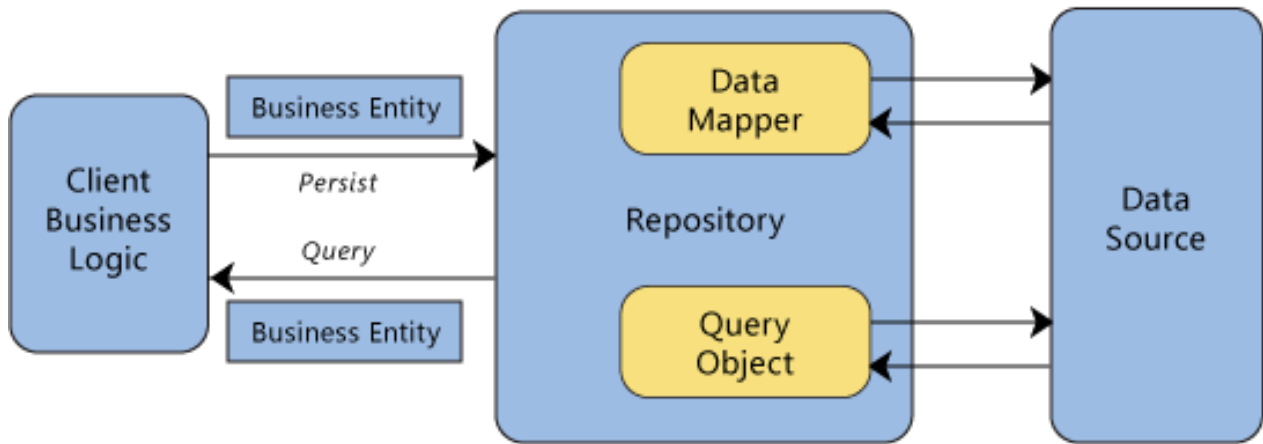 Client
Business
Logic
Business Entity
Persist
Query
Business Entity
Data
Mapper
Repository
Query
Object
Data
Source